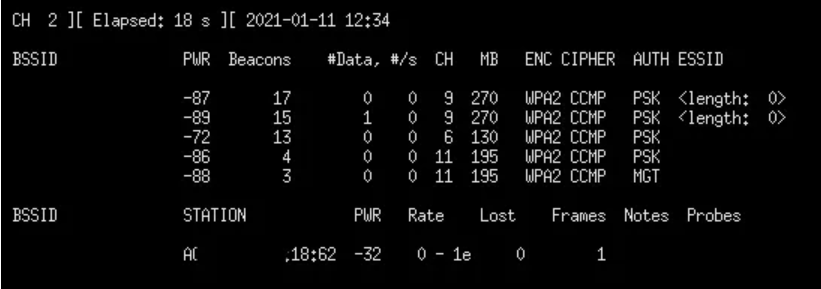 CH 2 ][ Elapsed: 18 s ][ 2021-01-11 12:34
BSSID PWR Beacons #Data, #/s CH MB ENC CIPHER AUTH ESSID
-87 17 0 0 9 270 WPA2 CCMP PSK <length: 0>
-89 15 1 0 9 270 WPA2 CCMP PSK <length: 0>
-72 13 0 0 6 130 WPA2 CCMP PSK
-86 4 0 0 11 195 WPA2 CCMP PSK
-88 3 0 0 11 195 WPA2 CCMP MGT
BSSID STATION PWR Rate Lost Frames Notes Probes
:18:62 -32 0 - 1e 0 1